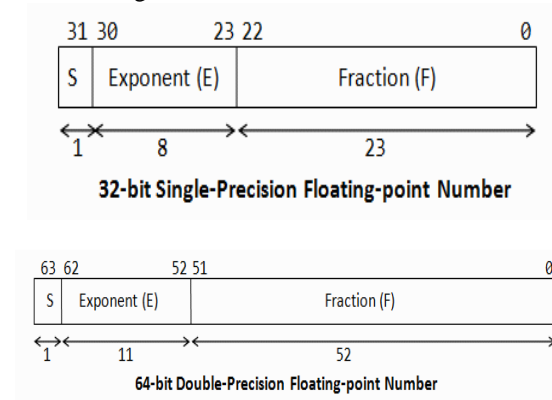 31 30 23 22 0
S Exponent (E) Fraction (F)
1 8 23
32-bit Single-Precision Floating-point Number
63 62 52 51 0
S Exponent (E) Fraction (F)
1 11 52
64-bit Double-Precision Floating-point Number